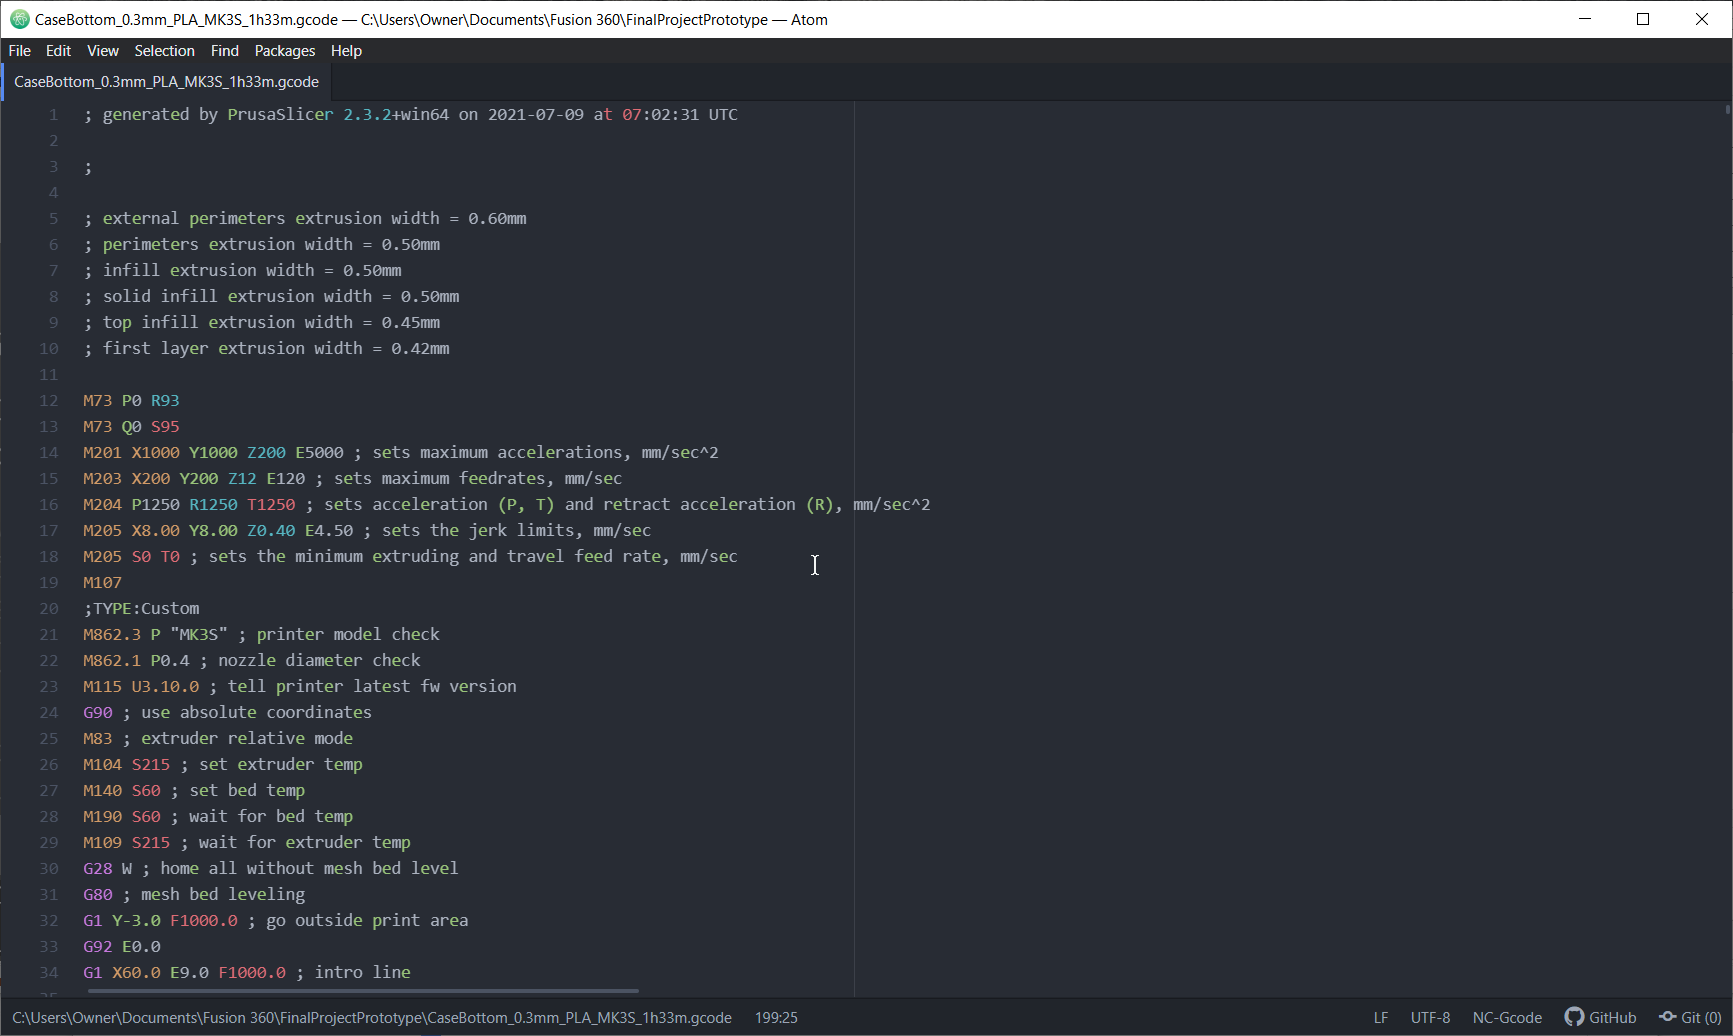 CaseBottom_0.3mm_PLA_MK3S_1h33m.gcode — C:\Users\Owner\Documents\Fusion 360\FinalProjectPrototype — Atom
File Edit View Selection Find Packages Help
CaseBottom_0.3mm_PLA_MK3S_1h33m.gcode
1 ; generated by PrusaSlicer 2.3.2+win64 on 2021-07-09 at 07:02:31 UTC
2
3 ;
4
5 ; external perimeters extrusion width = 0.60mm
6 ; perimeters extrusion width = 0.50mm
7 ; infill extrusion width = 0.50mm
8 ; solid infill extrusion width = 0.50mm
9 ; top infill extrusion width = 0.45mm
10 ; first layer extrusion width = 0.42mm
11
12 M73 P0 R93
13 M73 Q0 S95
14 M201 X1000 Y1000 Z200 E5000 ; sets maximum accelerations, mm/sec^2
15 M203 X200 Y200 Z12 E120 ; sets maximum feedrates, mm/sec
16 M204 P1250 R1250 T1250 ; sets acceleration (P, T) and retract acceleration (R), mm/sec^2
17 M205 X8.00 Y8.00 Z0.40 E4.50 ; sets the jerk limits, mm/sec
18 M205 S0 T0 ; sets the minimum extruding and travel feed rate, mm/sec
19 M107
20 ;TYPE:Custom
21 M862.3 P "MK3S" ; printer model check
22 M862.1 P0.4 ; nozzle diameter check
23 M115 U3.10.0 ; tell printer latest fw version
24 G90 ; use absolute coordinates
25 M83 ; extruder relative mode
26 M104 S215 ; set extruder temp
27 M140 S60 ; set bed temp
28 M190 S60 ; wait for bed temp
29 M109 S215 ; wait for extruder temp
30 G28 W ; home all without mesh bed level
31 G80 ; mesh bed leveling
32 G1 Y-3.0 F1000.0 ; go outside print area
33 G92 E0.0
34 G1 X60.0 E9.0 F1000.0 ; intro line
C:\Users\Owner\Documents\Fusion 360\FinalProjectPrototype\CaseBottom_0.3mm_PLA_MK3S_1h33m.gcode 199:25 LF UTF-8 NC-Gcode GitHub Git (0)